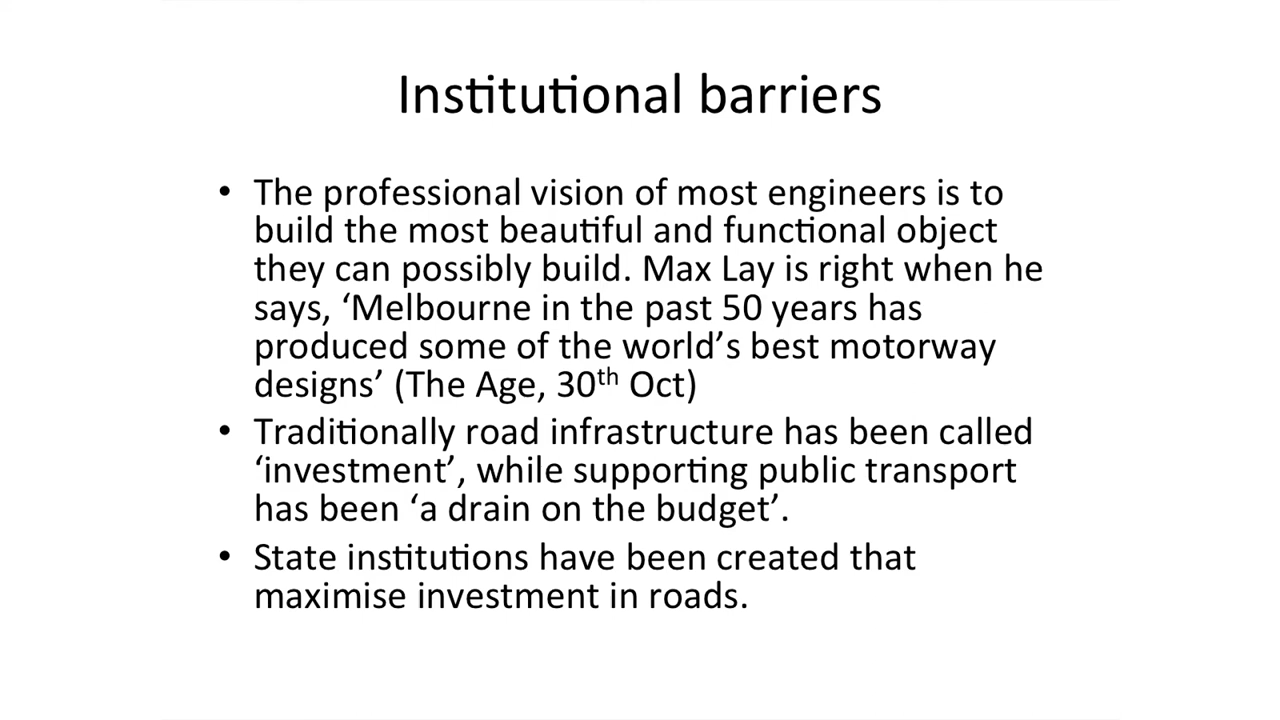 Institutional barriers
• The professional vision of most engineers is to
build the most beautiful and functional object
they can possibly build. Max Lay is right when he
says, ‘Melbourne in the past 50 years has
produced some of the world’s best motorway
designs’ (The Age, 30th Oct)
• Traditionally road infrastructure has been called
‘investment’, while supporting public transport
has been ‘a drain on the budget’.
• State institutions have been created that
maximise investment in roads.